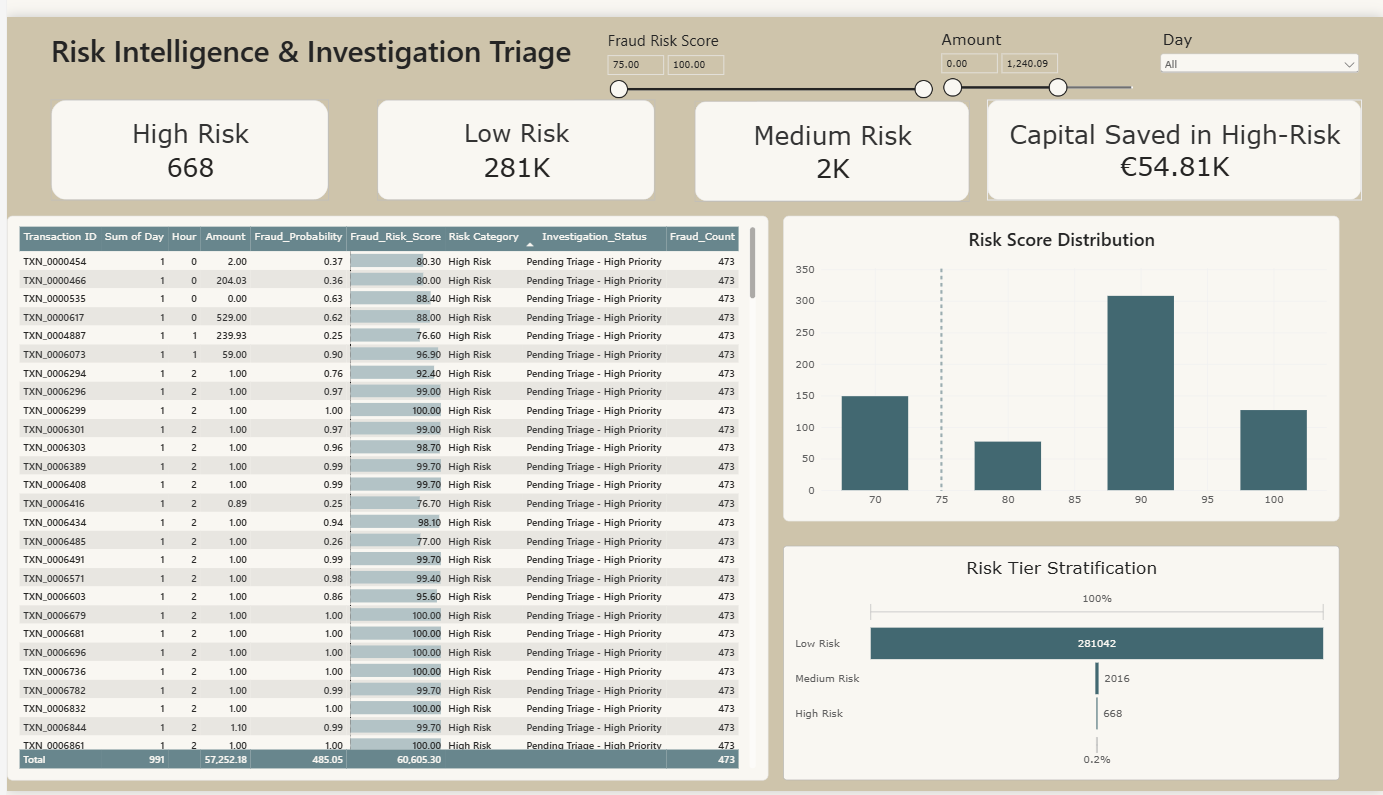 Risk Intelligence & Investigation Triage
Fraud Risk Score
75.00 100.00
Amount
0.00 1,240.09
Day
All
High Risk
668
Low Risk
281K
Medium Risk
2K
Capital Saved in High-Risk
€54.81K
Transaction ID Sum of Day Hour Amount Fraud_Probability Fraud_Risk_Score Risk Category Investigation_Status Fraud_Count
TXN_0000454 1 0 2.00 0.37 80.30 High Risk Pending Triage - High Priority 473
TXN_0000466 1 0 204.03 0.36 80.00 High Risk Pending Triage - High Priority 473
TXN_0000535 1 0 0.00 0.63 88.40 High Risk Pending Triage - High Priority 473
TXN_0000617 1 0 529.00 0.62 88.00 High Risk Pending Triage - High Priority 473
TXN_0004887 1 1 239.93 0.25 76.60 High Risk Pending Triage - High Priority 473
TXN_0006073 1 1 59.00 0.90 96.90 High Risk Pending Triage - High Priority 473
TXN_0006294 1 2 1.00 0.76 92.40 High Risk Pending Triage - High Priority 473
TXN_0006296 1 2 1.00 0.97 99.00 High Risk Pending Triage - High Priority 473
TXN_0006299 1 2 1.00 1.00 100.00 High Risk Pending Triage - High Priority 473
TXN_0006301 1 2 1.00 0.97 99.00 High Risk Pending Triage - High Priority 473
TXN_0006303 1 2 1.00 0.96 98.70 High Risk Pending Triage - High Priority 473
TXN_0006389 1 2 1.00 0.99 99.70 High Risk Pending Triage - High Priority 473
TXN_0006408 1 2 1.00 0.99 99.70 High Risk Pending Triage - High Priority 473
TXN_0006416 1 2 0.89 0.25 76.70 High Risk Pending Triage - High Priority 473
TXN_0006434 1 2 1.00 0.94 98.10 High Risk Pending Triage - High Priority 473
TXN_0006485 1 2 1.00 0.26 77.00 High Risk Pending Triage - High Priority 473
TXN_0006491 1 2 1.00 0.99 99.70 High Risk Pending Triage - High Priority 473
TXN_0006571 1 2 1.00 0.98 99.40 High Risk Pending Triage - High Priority 473
TXN_0006603 1 2 1.00 0.86 95.60 High Risk Pending Triage - High Priority 473
TXN_0006679 1 2 1.00 1.00 100.00 High Risk Pending Triage - High Priority 473
TXN_0006681 1 2 1.00 1.00 100.00 High Risk Pending Triage - High Priority 473
TXN_0006696 1 2 1.00 1.00 100.00 High Risk Pending Triage - High Priority 473
TXN_0006736 1 2 1.00 1.00 100.00 High Risk Pending Triage - High Priority 473
TXN_0006782 1 2 1.00 0.99 99.70 High Risk Pending Triage - High Priority 473
TXN_0006832 1 2 1.00 1.00 100.00 High Risk Pending Triage - High Priority 473
TXN_0006844 1 2 1.10 0.99 99.70 High Risk Pending Triage - High Priority 473
TXN_0006861 1 2 1.00 1.00 100.00 High Risk Pending Triage - High Priority 473
Total 991 57,252.18 485.05 60,605.30 473
Risk Score Distribution
350
300
250
200
150
100
50
0
70 75 80 85 90 95 100
Risk Tier Stratification
100%
Low Risk 281042
Medium Risk 2016
High Risk 668
0.2%